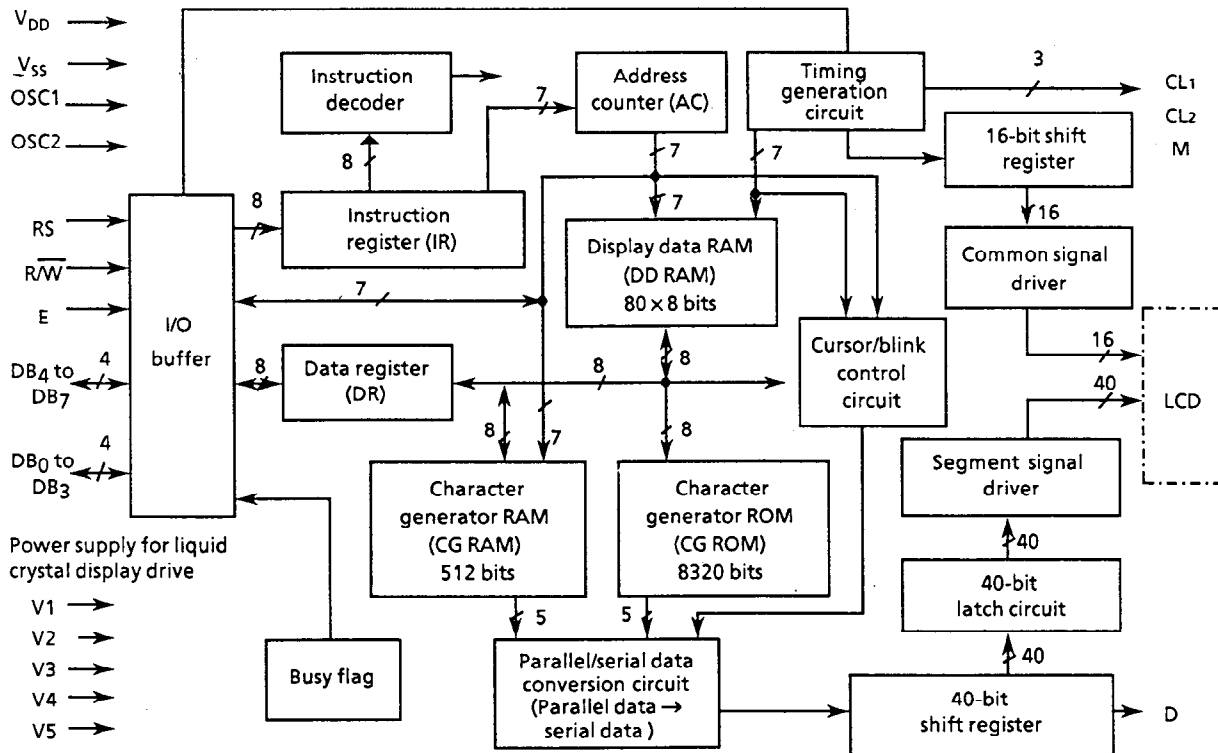 VDD
VSS
OSC1
OSC2
RS
R/W
E
DB4 to
DB7
4
DB0 to
DB3
4
Power supply for liquid
crystal display drive
V1
V2
V3
V4
V5
I/O
buffer
8
7
8
Instruction
decoder
8
Instruction
register (IR)
7
Address
counter (AC)
7
7
Timing
generation
circuit
3
CL1
CL2
M
16-bit shift
register
16
Common signal
driver
16
40
LCD
7
Display data RAM
(DD RAM)
80 × 8 bits
8
Cursor/blink
control
circuit
Data register
(DR)
8
8
7
8
Character
generator RAM
(CG RAM)
512 bits
Character
generator ROM
(CG ROM)
8320 bits
Segment signal
driver
40
40-bit
latch circuit
40
5
5
Busy flag
Parallel/serial data
conversion circuit
(Parallel data →
serial data )
40-bit
shift register
D